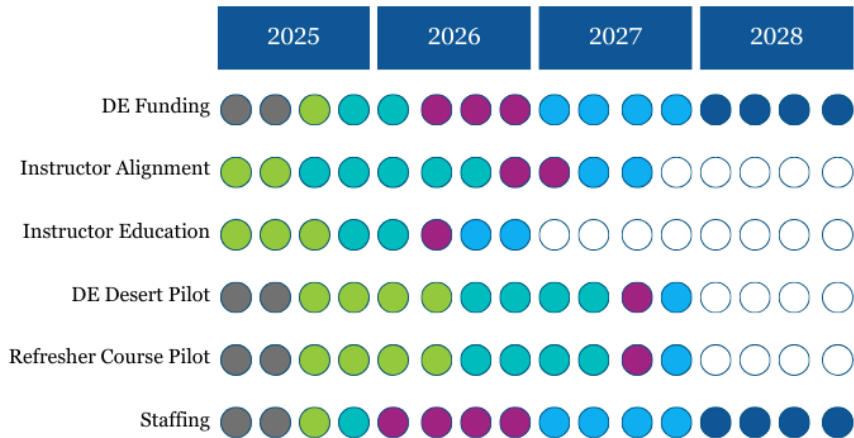 2025 2026 2027 2028
DE Funding
Instructor Alignment
Instructor Education
DE Desert Pilot
Refresher Course Pilot
Staffing